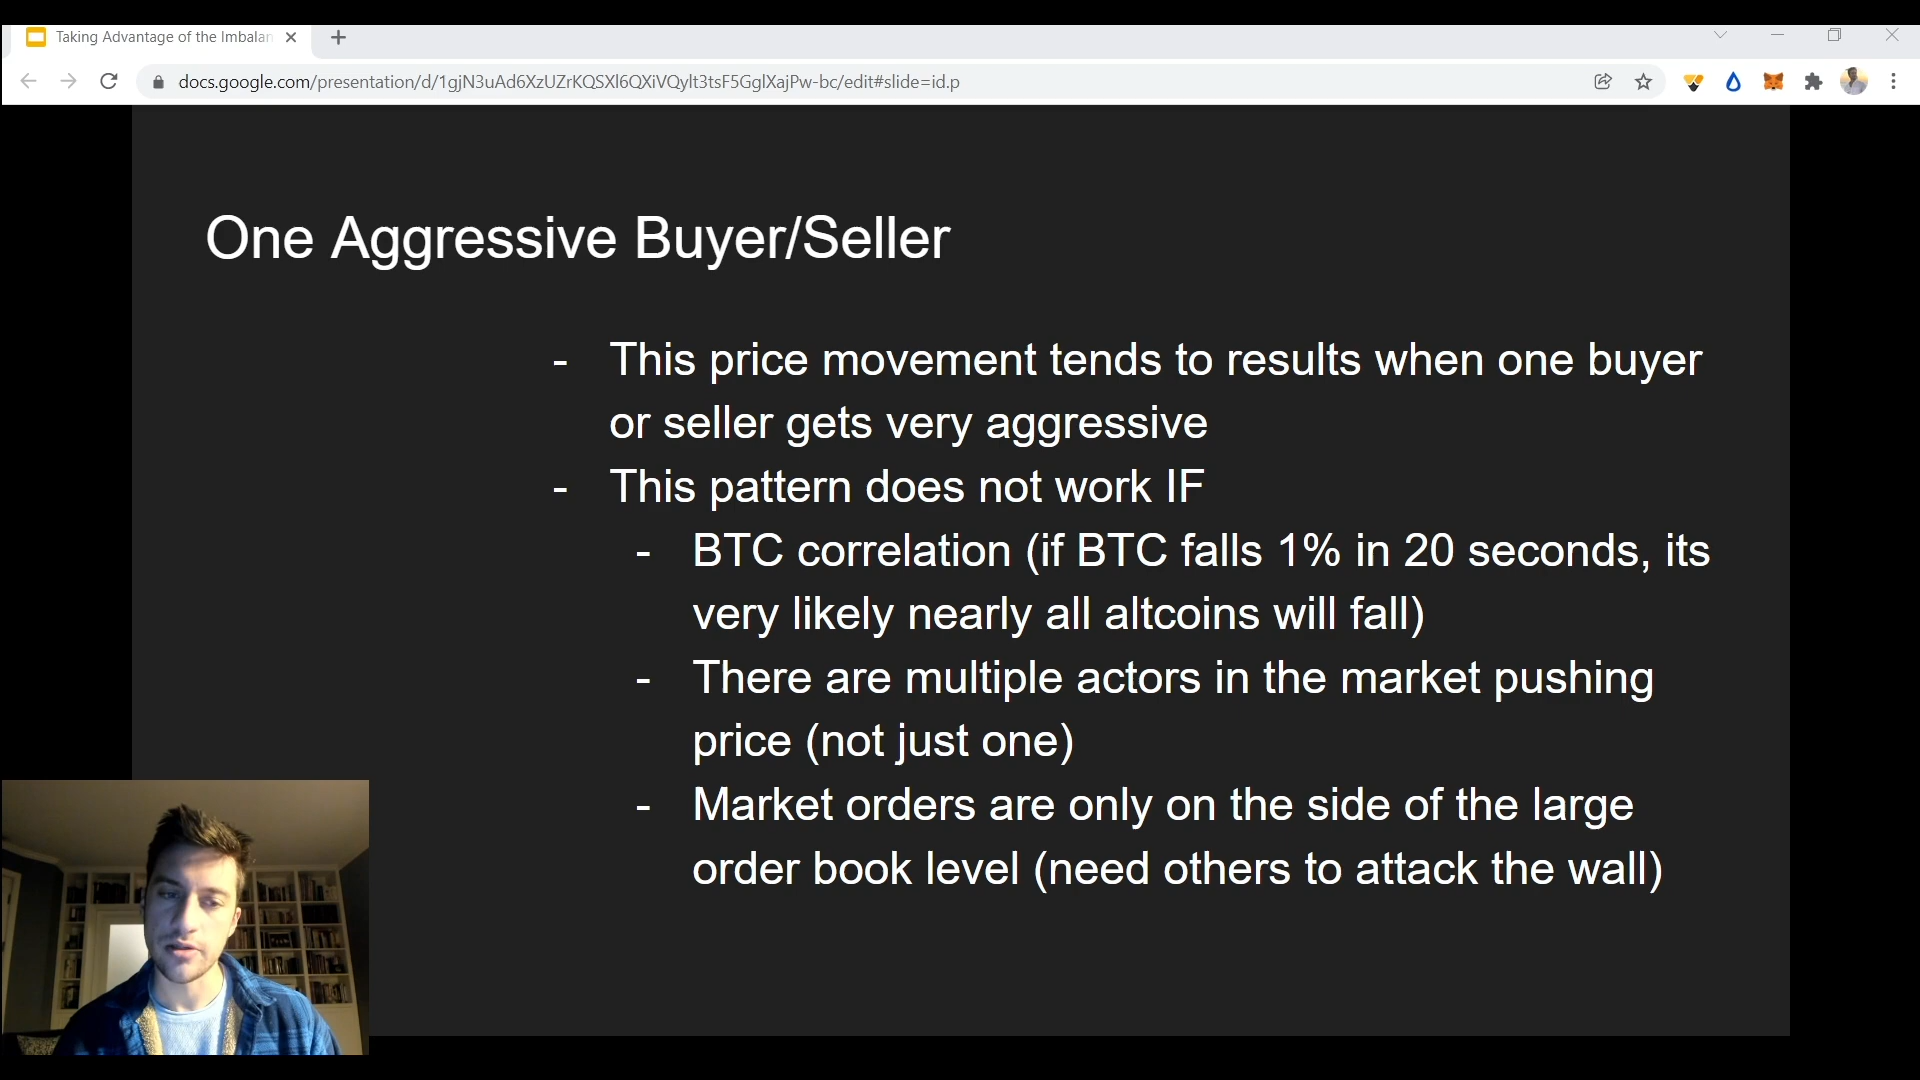 Taking Advantage of the Imbalan
docs.google.com/presentation/d/1gjN3uAd6XzUZrKQSXl6QXiVQylt3tsF5GglXajPw-bc/edit#slide=id.p
One Aggressive Buyer/Seller
- This price movement tends to results when one buyer
or seller gets very aggressive
- This pattern does not work IF
- BTC correlation (if BTC falls 1% in 20 seconds, its
very likely nearly all altcoins will fall)
- There are multiple actors in the market pushing
price (not just one)
- Market orders are only on the side of the large
order book level (need others to attack the wall)